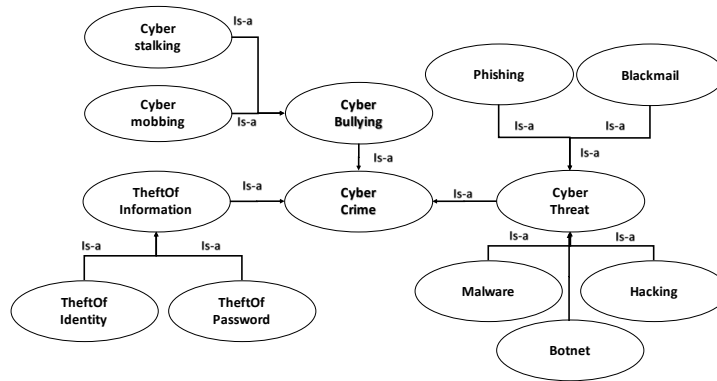 Cyber
stalking
Is-a
Cyber
mobbing
Is-a
Cyber
Bullying
Is-a
Phishing
Blackmail
Is-a
Is-a
Is-a
TheftOf
Information
Is-a
Cyber
Crime
Is-a
Cyber
Threat
Is-a
Is-a
TheftOf
Identity
TheftOf
Password
Is-a
Is-a
Malware
Hacking
Botnet